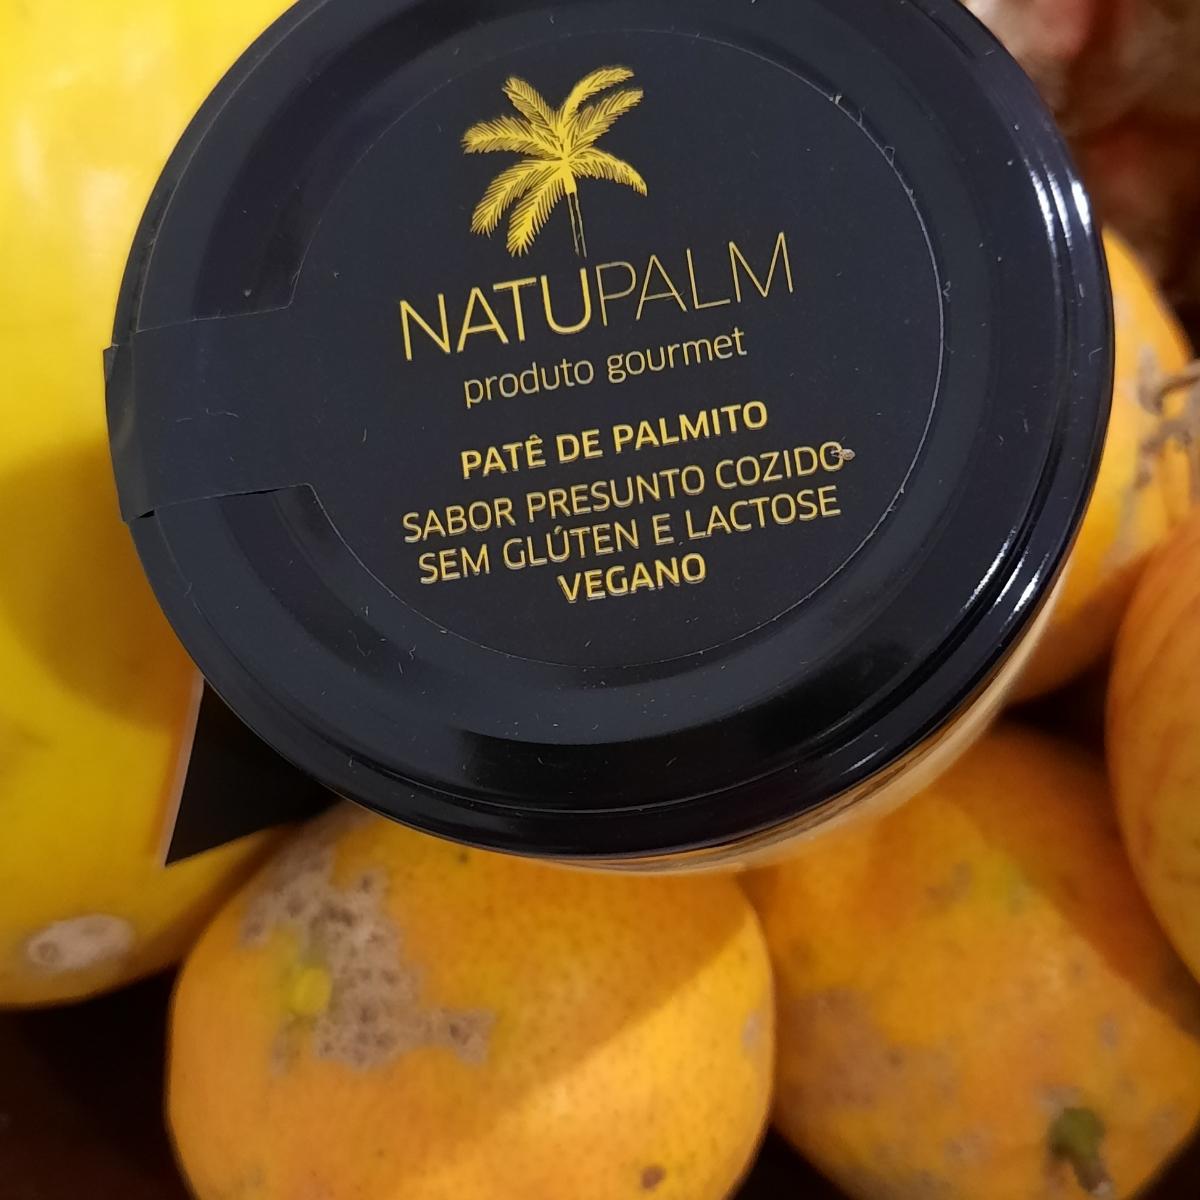 NATUPALM
produto gourmet
PATÊ DE PALMITO
SABOR PRESUNTO COZIDO
SEM GLÚTEN E LACTOSE
VEGANO